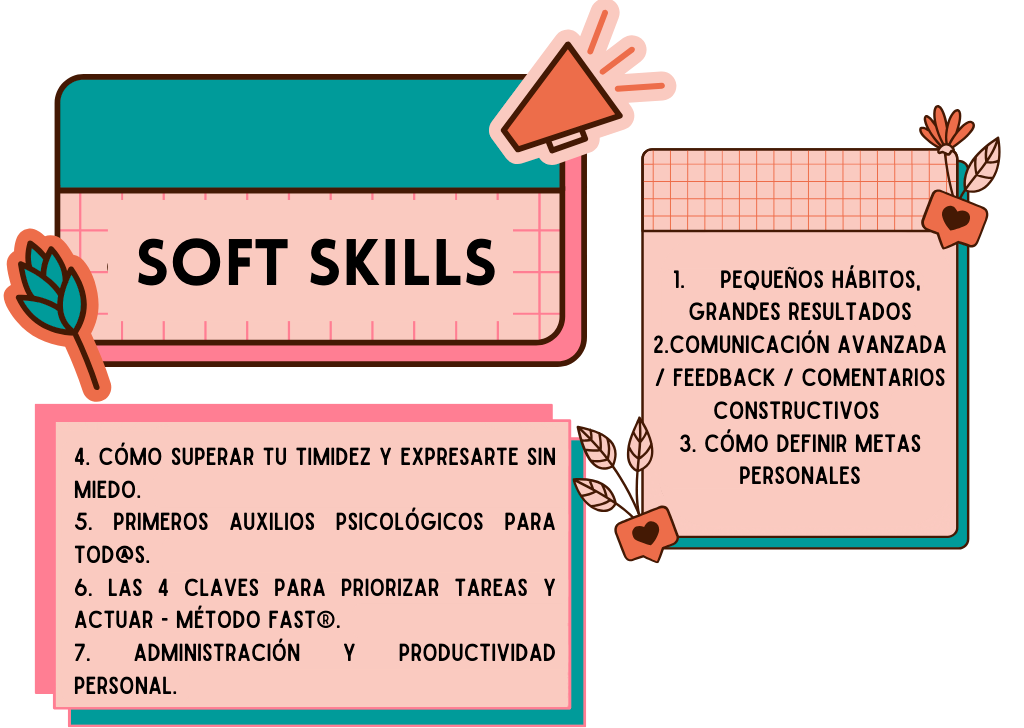 SOFT SKILLS
1. PEQUEÑOS HÁBITOS,
GRANDES RESULTADOS
2.COMUNICACIÓN AVANZADA
/ FEEDBACK / COMENTARIOS
CONSTRUCTIVOS
3. CÓMO DEFINIR METAS
PERSONALES
4. CÓMO SUPERAR TU TIMIDEZ Y EXPRESARTE SIN
MIEDO.
5. PRIMEROS AUXILIOS PSICOLÓGICOS PARA
TOD@S.
6. LAS 4 CLAVES PARA PRIORIZAR TAREAS Y
ACTUAR - MÉTODO FAST®.
7. ADMINISTRACIÓN Y PRODUCTIVIDAD
PERSONAL.